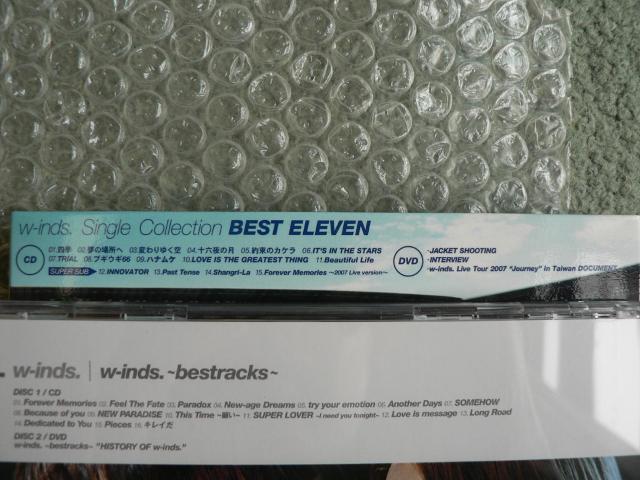 w-inds. Single Collection BEST ELEVEN
CD 01.四季 02.夢の場所へ 03.変わりゆく空 04.十六夜の月 05.約束のカケラ 06.IT'S IN THE STARS
07.TRIAL 08.ブギウギ66 09.ハナムケ 10.LOVE IS THE GREATEST THING 11.Beautiful Life
SUPER SUB 12.INNOVATOR 13.Past Tense 14.Shangri-La 15.Forever Memories ~2007 Live version~
DVD ·JACKET SHOOTING
·INTERVIEW
·w-inds. Live Tour 2007 "Journey" in Taiwan DOCUMENT
w-inds. | w-inds.~bestracks~
DISC 1 / CD
01.Forever Memories 02.Feel The Fate 03.Paradox 04.New-age Dreams 05.try your emotion 06.Another Days 07.SOMEHOW
08.Because of you 09.NEW PARADISE 10.This Time ~願い~ 11.SUPER LOVER ~I need you tonight~ 12.Love is message 13.Long Road
14.Dedicated to You 15.Pieces 16.キレイだ
DISC 2 / DVD
w-inds. ~bestracks~ "HISTORY OF w-inds."